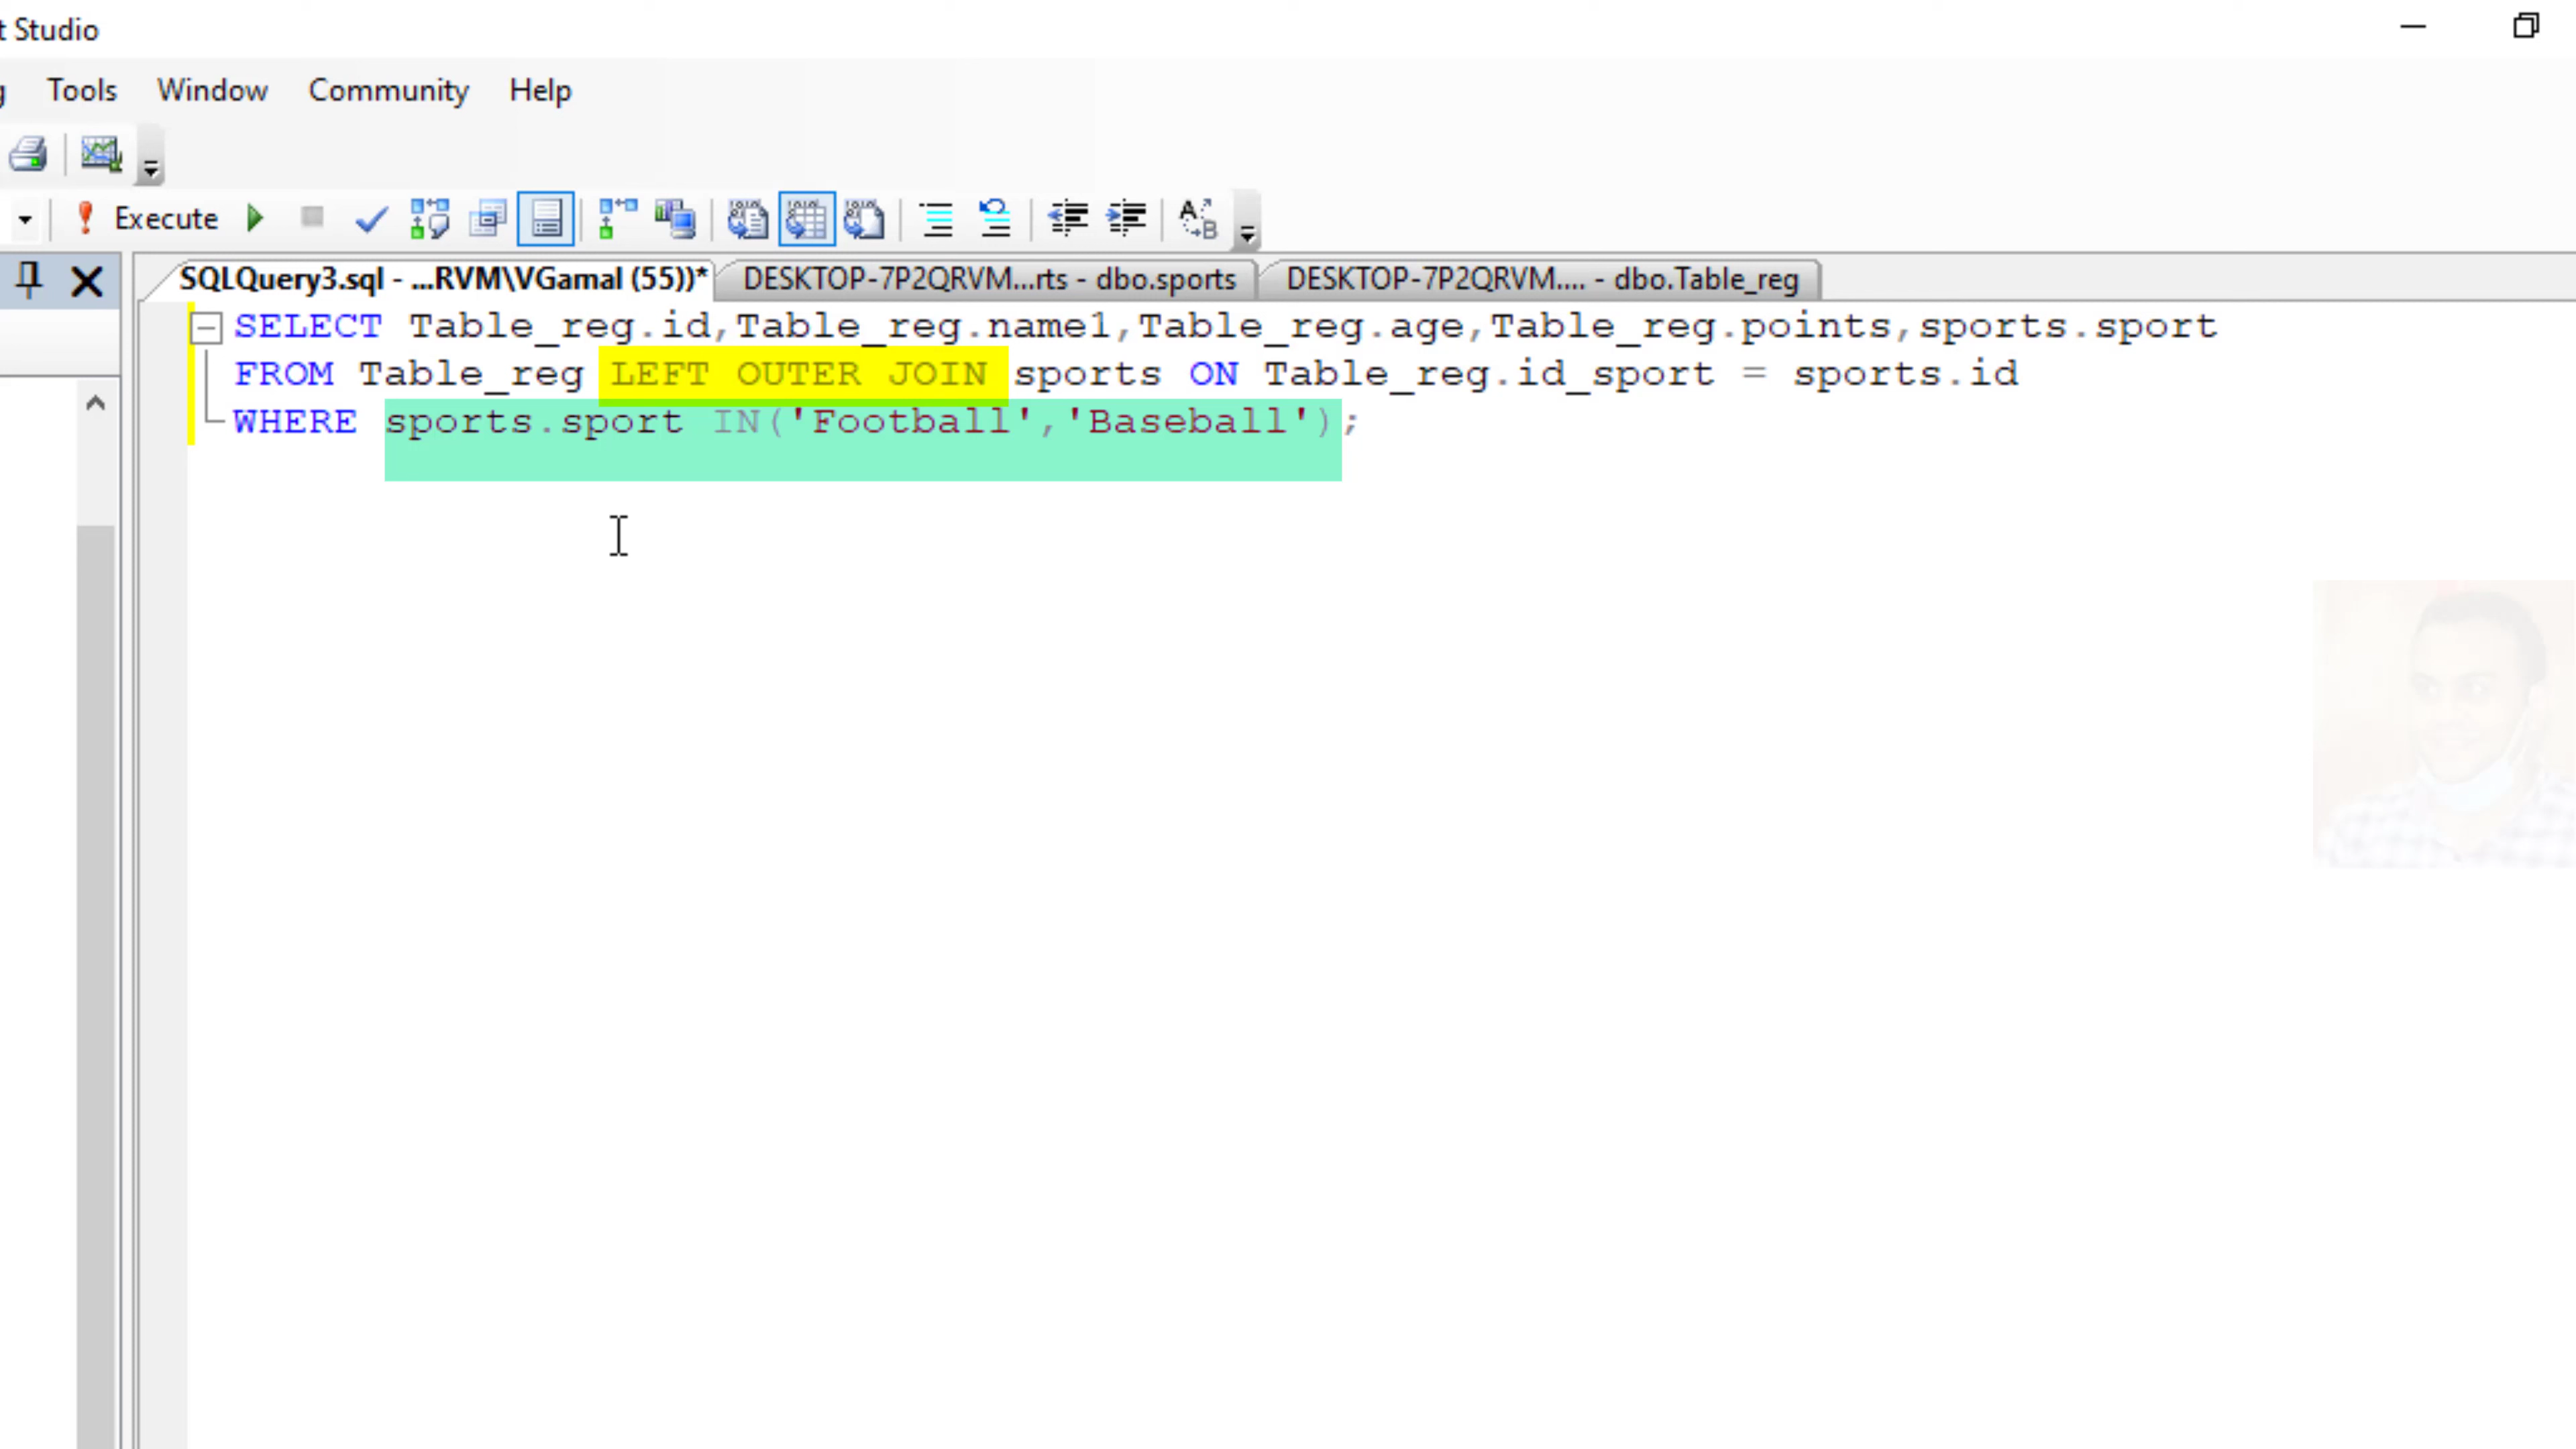 t Studio
g Tools Window Community Help
Execute
SQLQuery3.sql - ...RVM\VGamal (55))* DESKTOP-7P2QRVM...rts - dbo.sports DESKTOP-7P2QRVM.... - dbo.Table_reg
SELECT Table_reg.id,Table_reg.name1,Table_reg.age,Table_reg.points,sports.sport
FROM Table_reg LEFT OUTER JOIN sports ON Table_reg.id_sport = sports.id
WHERE sports.sport IN('Football','Baseball');